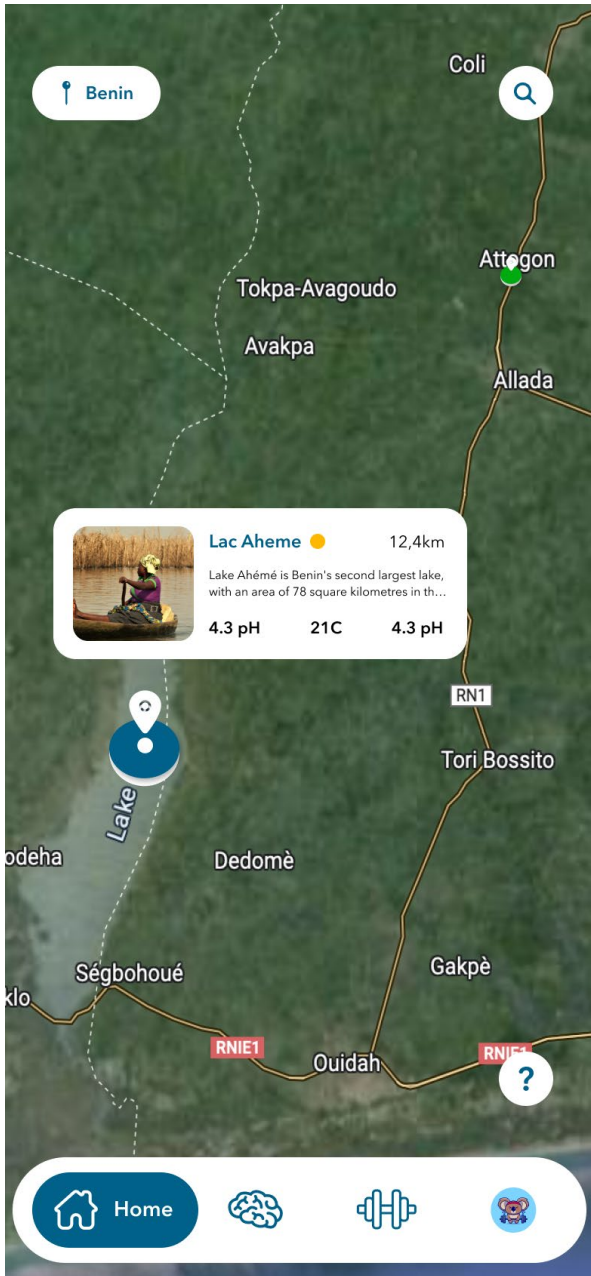 Coli
Benin
Attogon
Tokpa-Avagoudo
Avakpa
Allada
Lac Aheme
12,4km
Lake Ahémé is Benin's second largest lake,
with an area of 78 square kilometres in th...
4.3 pH 21C 4.3 pH
RN1
Tori Bossito
Lake
odeha
Dedomè
Gakpè
Ségbohoué
klo
RNIE1
RNIE1
Ouidah
?
Home